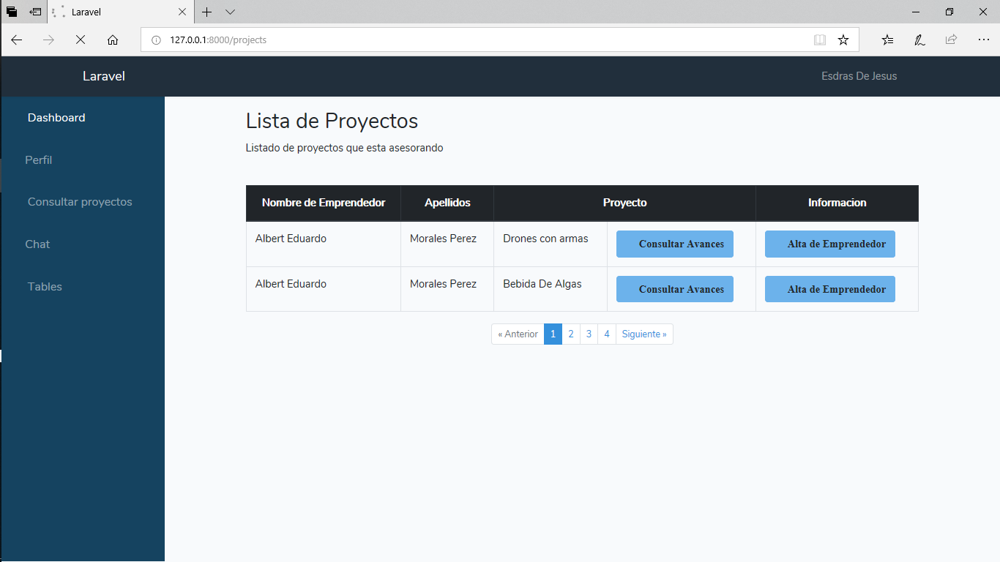 Laravel
127.0.0.1:8000/projects
Laravel
Esdras De Jesus
Dashboard
Perfil
Consultar proyectos
Chat
Tables
Lista de Proyectos
Listado de proyectos que esta asesorando
Nombre de Emprendedor Apellidos Proyecto Informacion
Albert Eduardo Morales Perez Drones con armas Consultar Avances Alta de Emprendedor
Albert Eduardo Morales Perez Bebida De Algas Consultar Avances Alta de Emprendedor
« Anterior 1 2 3 4 Siguiente »